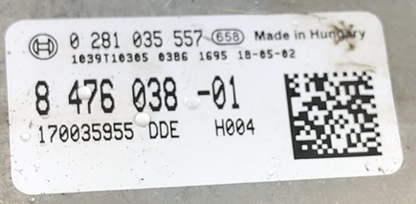 0 281 035 557 658 Made in Hungary
1039T10305 0386 1695 18-05-02
8 476 038 -01
170035955 DDE H004